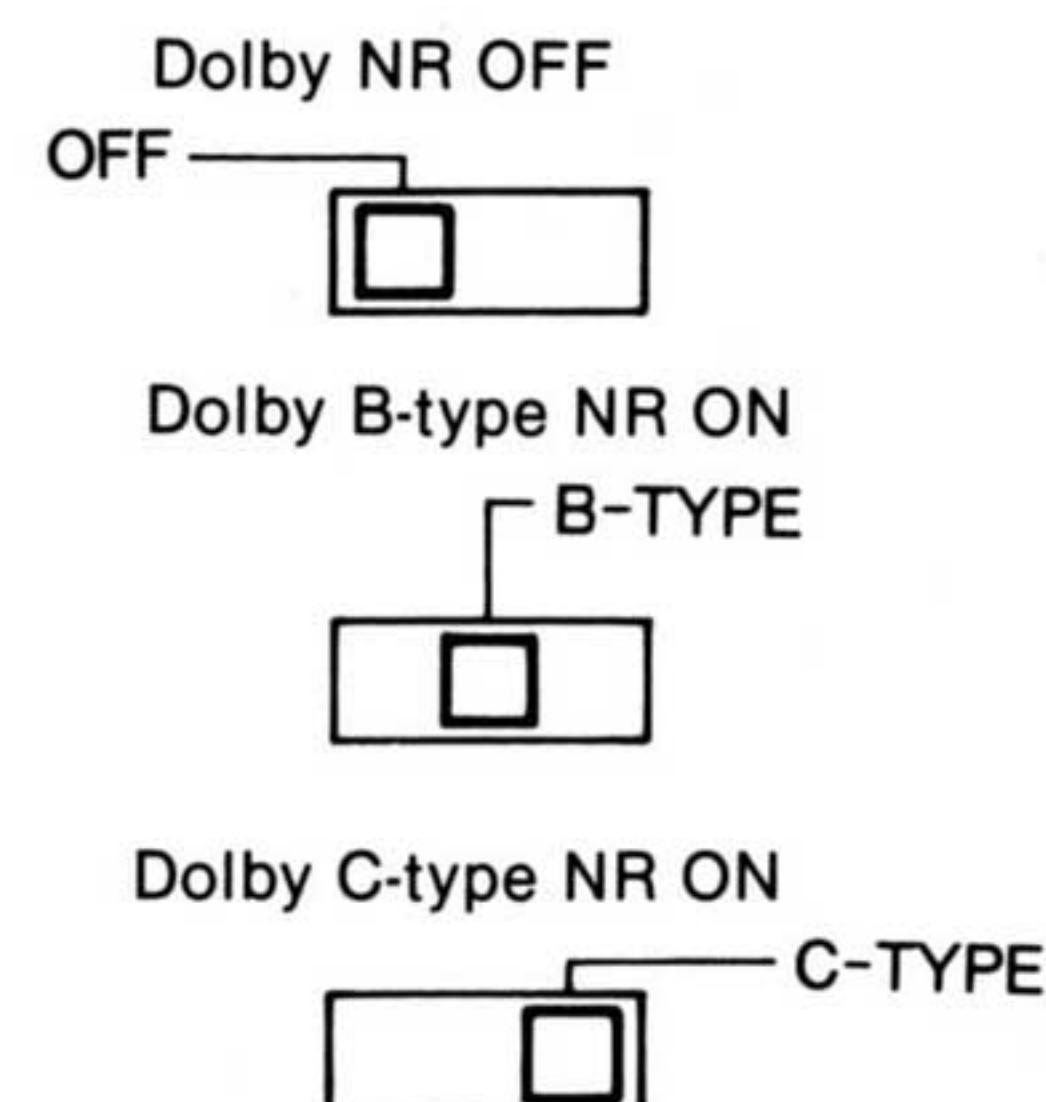 Dolby NR OFF
OFF
Dolby B-type NR ON
B-TYPE
Dolby C-type NR ON
C-TYPE